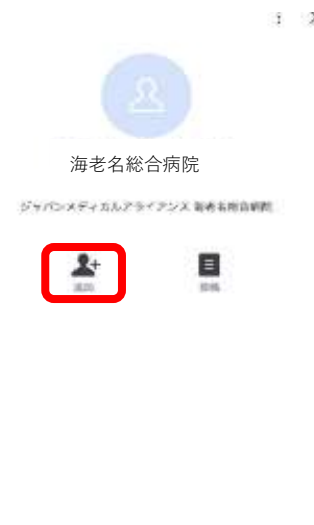 海老名総合病院
ジャパンメディカルアライアンス 海老名総合病院
追加
投稿